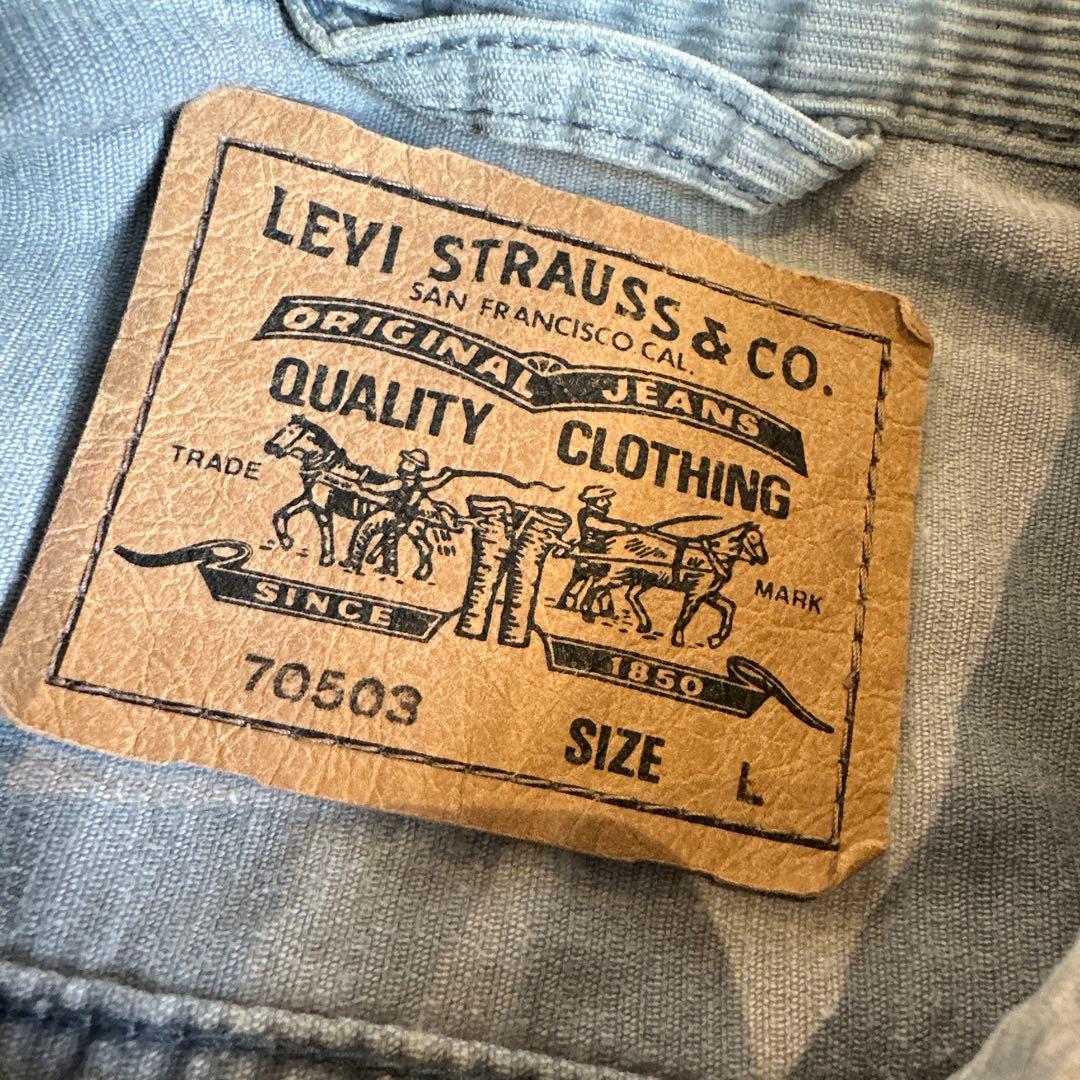 LEVI STRAUSS & CO.
SAN FRANCISCO CAL.
ORIGINAL JEANS
QUALITY CLOTHING
TRADE MARK
SINCE 1850
70503
SIZE L